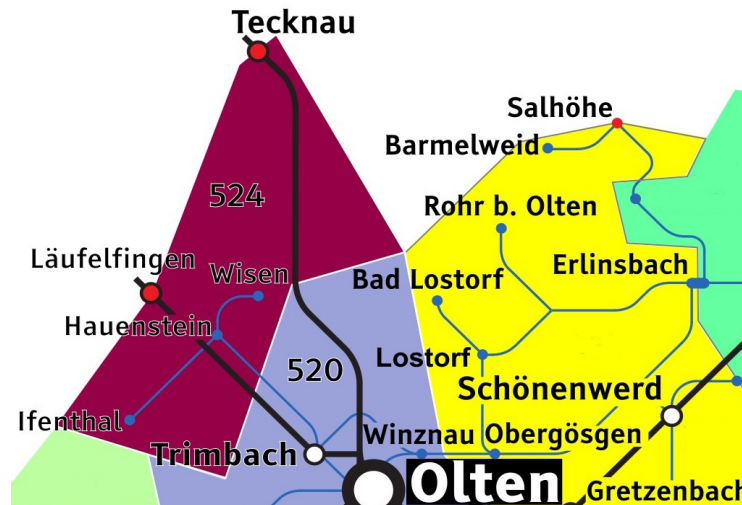 Tecknau
Salhöhe
Barmelweid
524
Rohr b. Olten
Läufelfingen
Wisen
Bad Lostorf
Erlinsbach
Hauenstein
Lostorf
520
Schönenwerd
Ifenthal
Trimbach
Winznau
Obergösgen
Olten
Gretzenbach